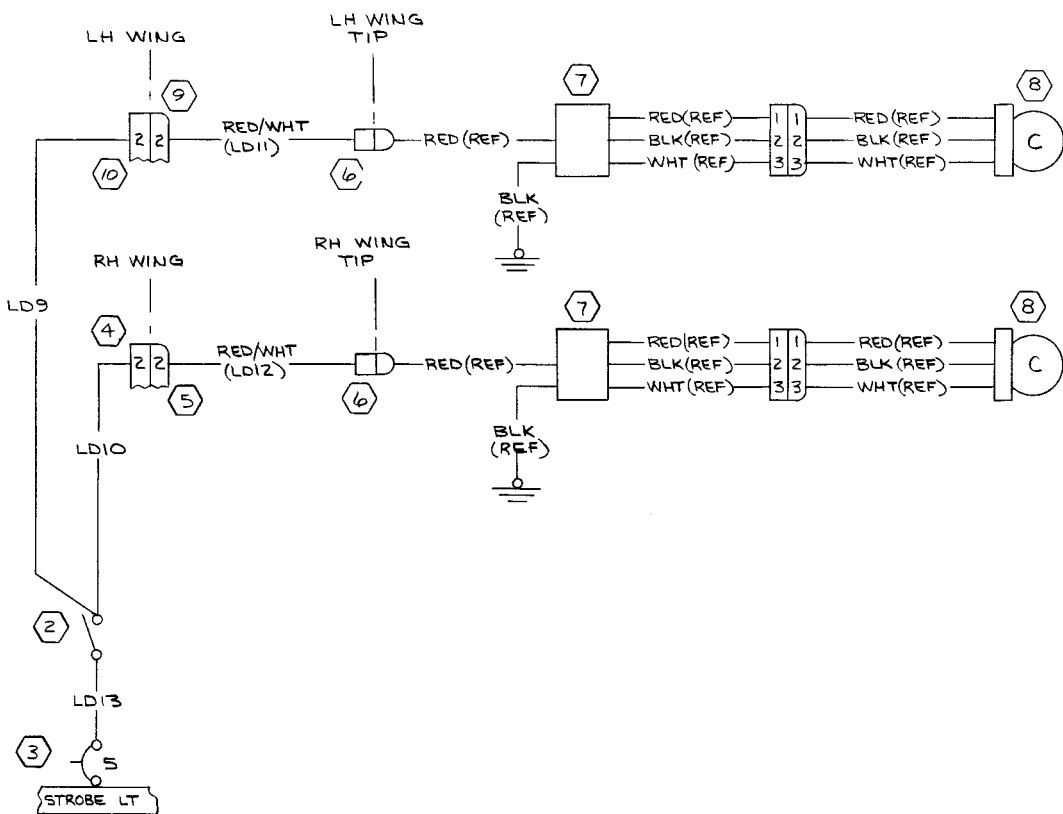 LH WING
LH WING
TIP
9
7
8
2 2
RED/WHT
(LD11)
RED(REF)
RED(REF) 1 1 RED(REF)
BLK(REF) 2 2 BLK(REF)
WHT(REF) 3 3 WHT(REF)
C
10
6
BLK
(REF)
RH WING
RH WING
TIP
LD9
4
7
8
2 2
RED/WHT
(LD12)
RED(REF)
RED(REF) 1 1 RED(REF)
BLK(REF) 2 2 BLK(REF)
WHT(REF) 3 3 WHT(REF)
C
5
6
BLK
(REF)
LD10
2
LD13
3
5
STROBE LT